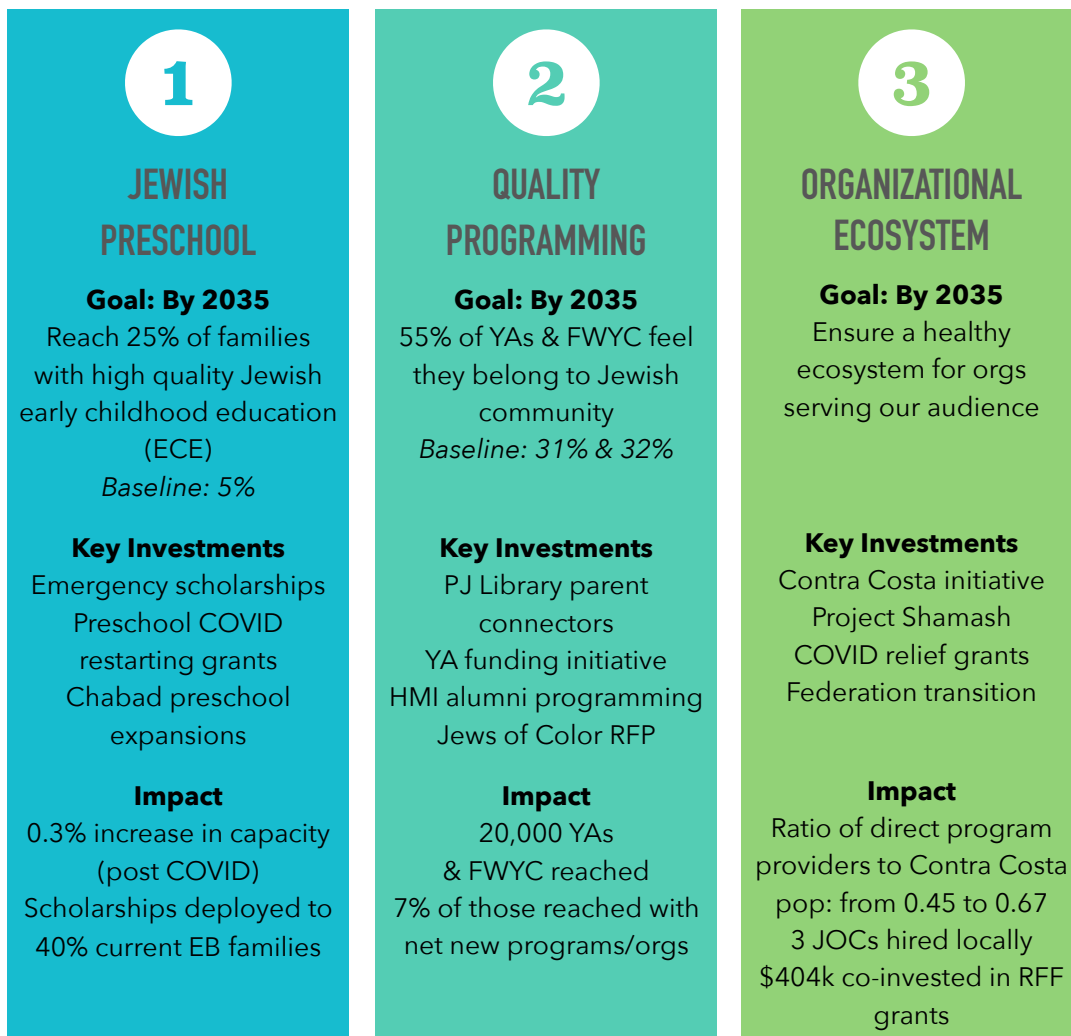 1
JEWISH
PRESCHOOL
Goal: By 2035
Reach 25% of families
with high quality Jewish
early childhood education
(ECE)
Baseline: 5%
Key Investments
Emergency scholarships
Preschool COVID
restarting grants
Chabad preschool
expansions
Impact
0.3% increase in capacity
(post COVID)
Scholarships deployed to
40% current EB families
2
QUALITY
PROGRAMMING
Goal: By 2035
55% of YAs & FWYC feel
they belong to Jewish
community
Baseline: 31% & 32%
Key Investments
PJ Library parent
connectors
YA funding initiative
HMI alumni programming
Jews of Color RFP
Impact
20,000 YAs
& FWYC reached
7% of those reached with
net new programs/orgs
3
ORGANIZATIONAL
ECOSYSTEM
Goal: By 2035
Ensure a healthy
ecosystem for orgs
serving our audience
Key Investments
Contra Costa initiative
Project Shamash
COVID relief grants
Federation transition
Impact
Ratio of direct program
providers to Contra Costa
pop: from 0.45 to 0.67
3 JOCs hired locally
$404k co-invested in RFF
grants